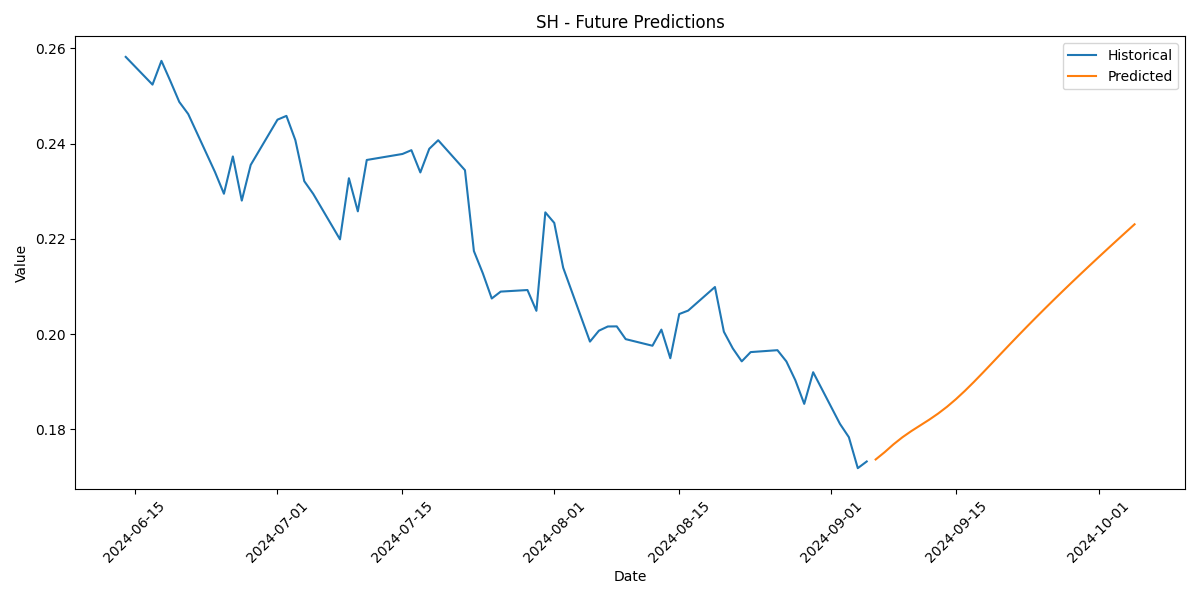 SH - Future Predictions
Historical
Predicted
Value
0.26
0.24
0.22
0.20
0.18
2024-06-15
2024-07-01
2024-07-15
2024-08-01
2024-08-15
2024-09-01
2024-09-15
2024-10-01
Date